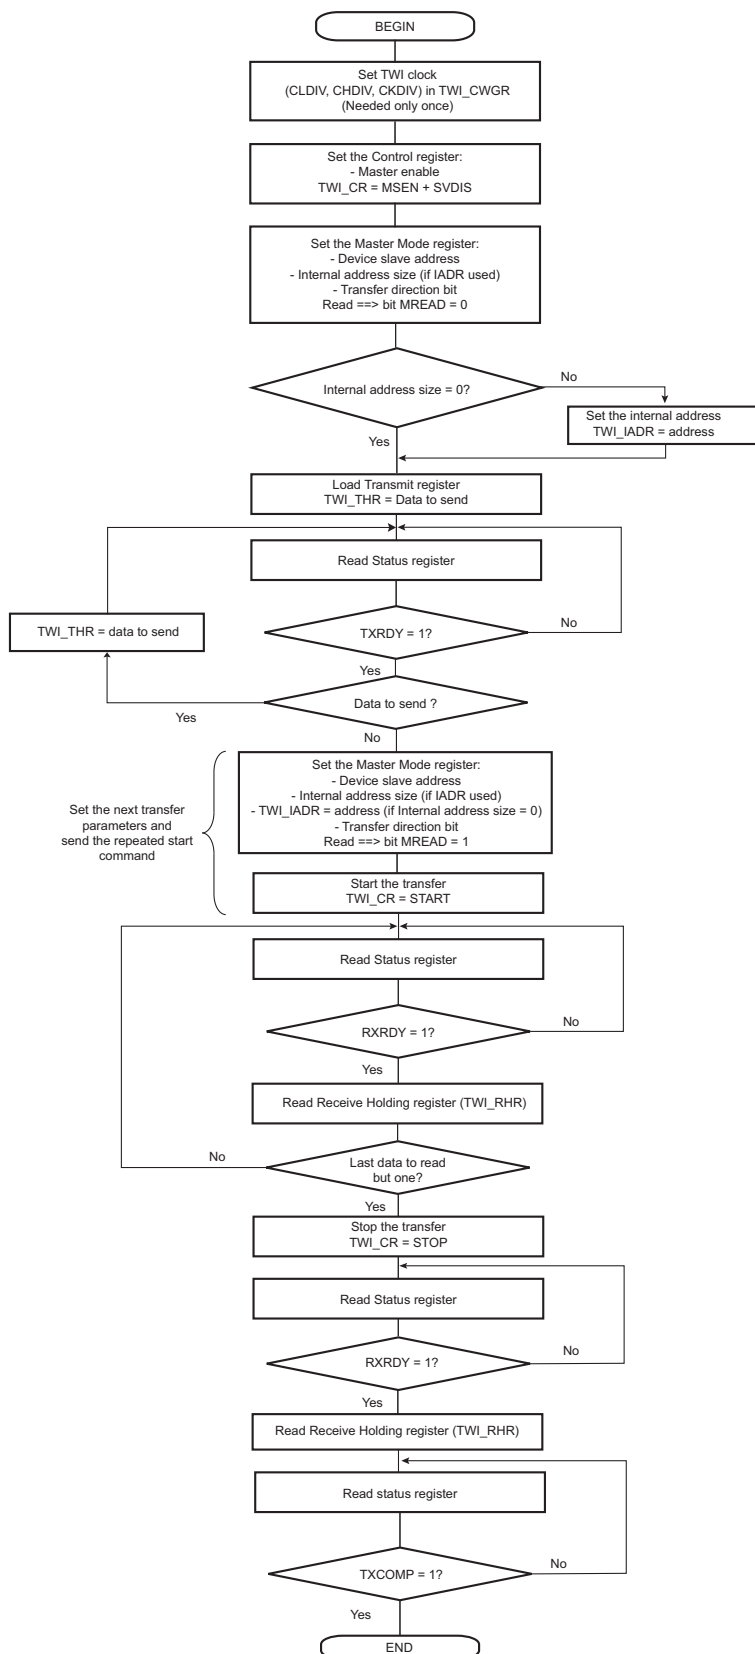 BEGIN
Set TWI clock
(CLDIV, CHDIV, CKDIV) in TWI_CWGR
(Needed only once)
Set the Control register:
- Master enable
TWI_CR = MSEN + SVDIS
Set the Master Mode register:
- Device slave address
- Internal address size (if IADR used)
- Transfer direction bit
Read ==> bit MREAD = 0
Internal address size = 0?
No
Set the internal address
TWI_IADR = address
Yes
Load Transmit register
TWI_THR = Data to send
Read Status register
TWI_THR = data to send
TXRDY = 1?
No
Yes
Data to send ?
Yes
No
Set the next transfer
parameters and
send the repeated start
command
Set the Master Mode register:
- Device slave address
- Internal address size (if IADR used)
- TWI_IADR = address (if Internal address size = 0)
- Transfer direction bit
Read ==> bit MREAD = 1
Start the transfer
TWI_CR = START
Read Status register
RXRDY = 1?
No
Yes
Read Receive Holding register (TWI_RHR)
No
Last data to read
but one?
Yes
Stop the transfer
TWI_CR = STOP
Read Status register
RXRDY = 1?
No
Yes
Read Receive Holding register (TWI_RHR)
Read status register
TXCOMP = 1?
No
Yes
END